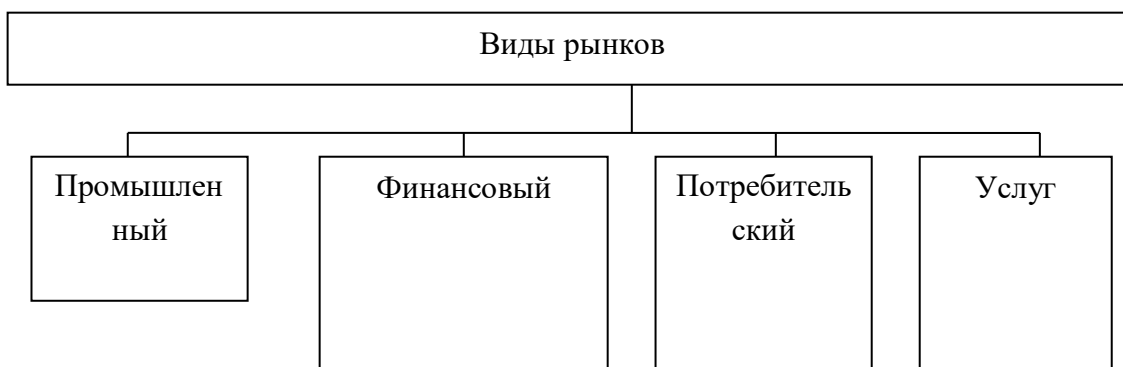 Виды рынков
Промышлен
ный
Финансовый
Потребитель
ский
Услуг